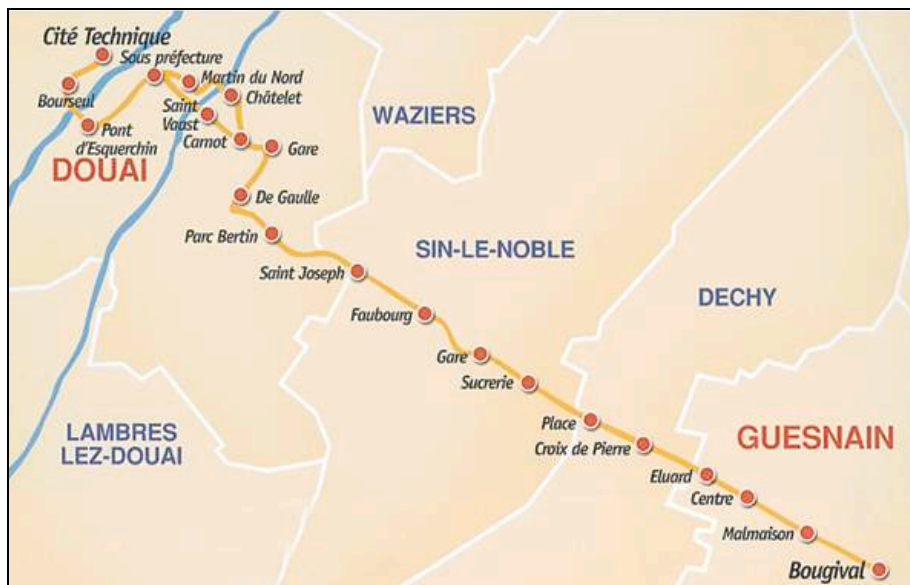 Cité Technique
Sous préfecture
Martin du Nord
Bourseul
Châtelet
Saint
Vaast
Pont
d'Esquerchin
Carnot
Gare
WAZIERS
DOUAI
De Gaulle
Parc Bertin
SIN-LE-NOBLE
Saint Joseph
DECHY
Faubourg
Gare
Sucrerie
Place
LAMBRES
LEZ-DOUAI
GUESNAIN
Croix de Pierre
Eluard
Centre
Malmaison
Bougival